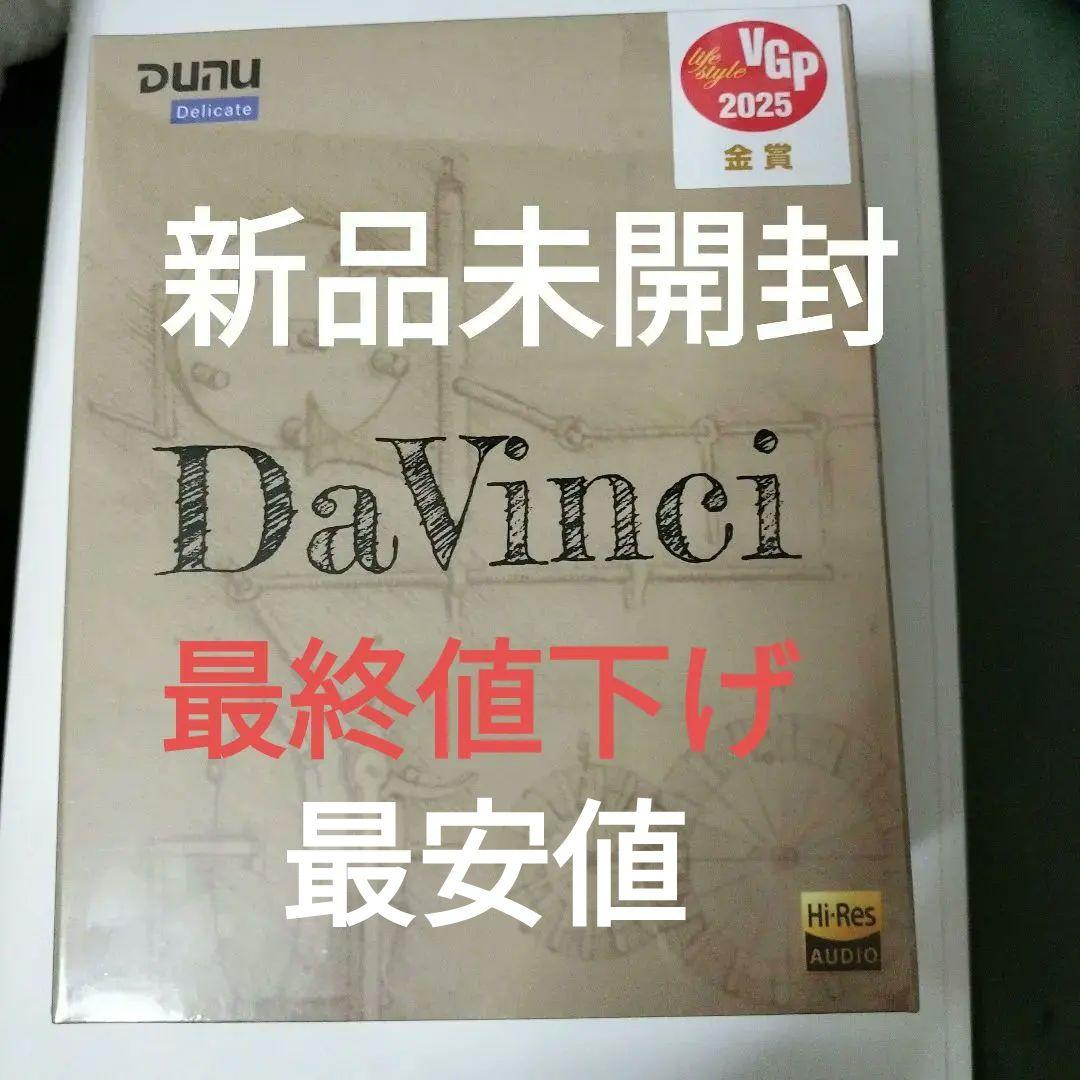 DUNU
Delicate
life style VGP
2025
金賞
新品未開封
DaVinci
最終値下げ
最安値
Hi-Res
AUDIO